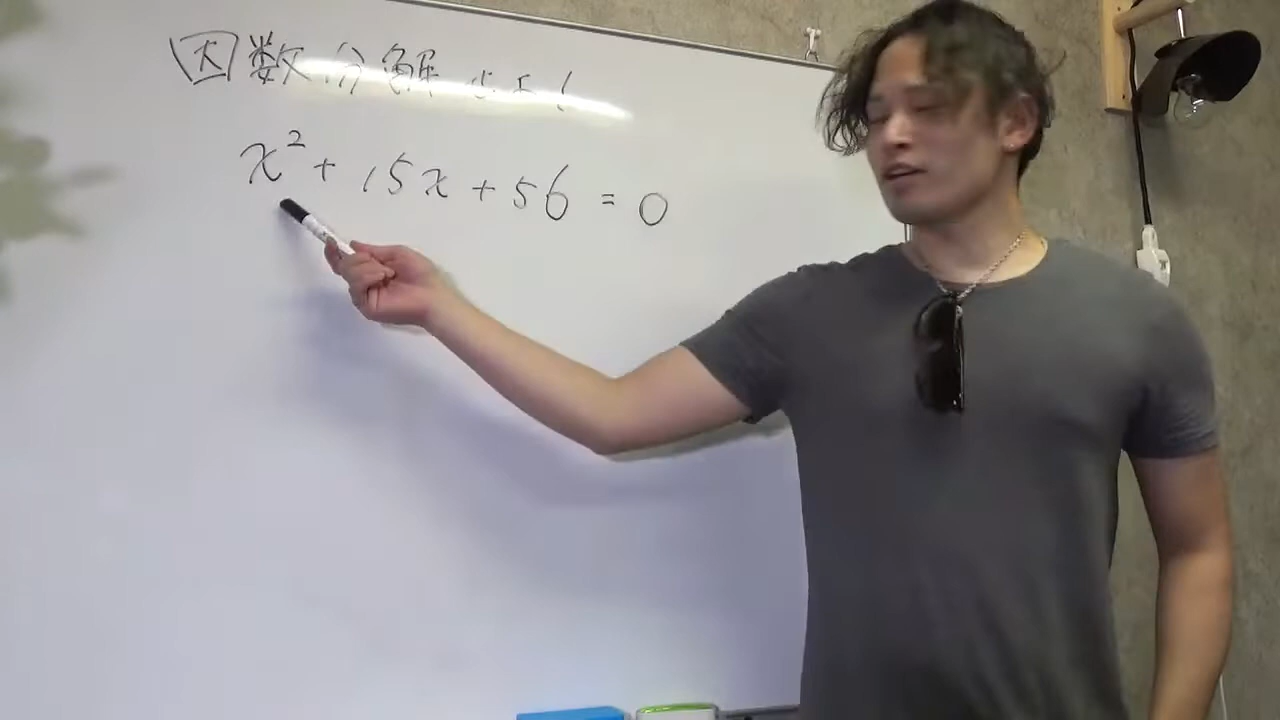 因数分解せよ!
x² + 15x + 56 = 0